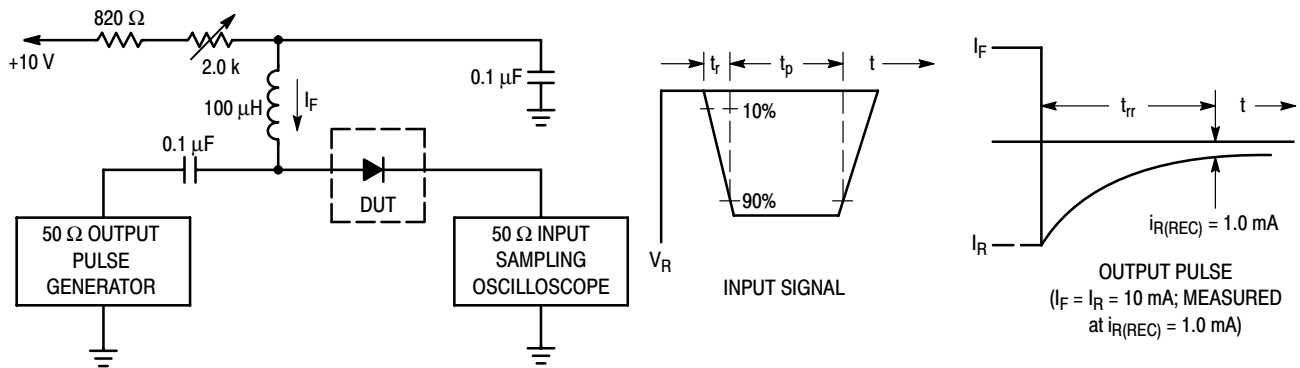 820 Ω
+10 V
2.0 k
100 μH
I_F
0.1 μF
0.1 μF
DUT
50 Ω OUTPUT
PULSE
GENERATOR
50 Ω INPUT
SAMPLING
OSCILLOSCOPE
t_r
t_p
t
10%
90%
V_R
INPUT SIGNAL
I_F
t_rr
t
I_R
i_R(REC) = 1.0 mA
OUTPUT PULSE
(I_F = I_R = 10 mA; MEASURED
at i_R(REC) = 1.0 mA)